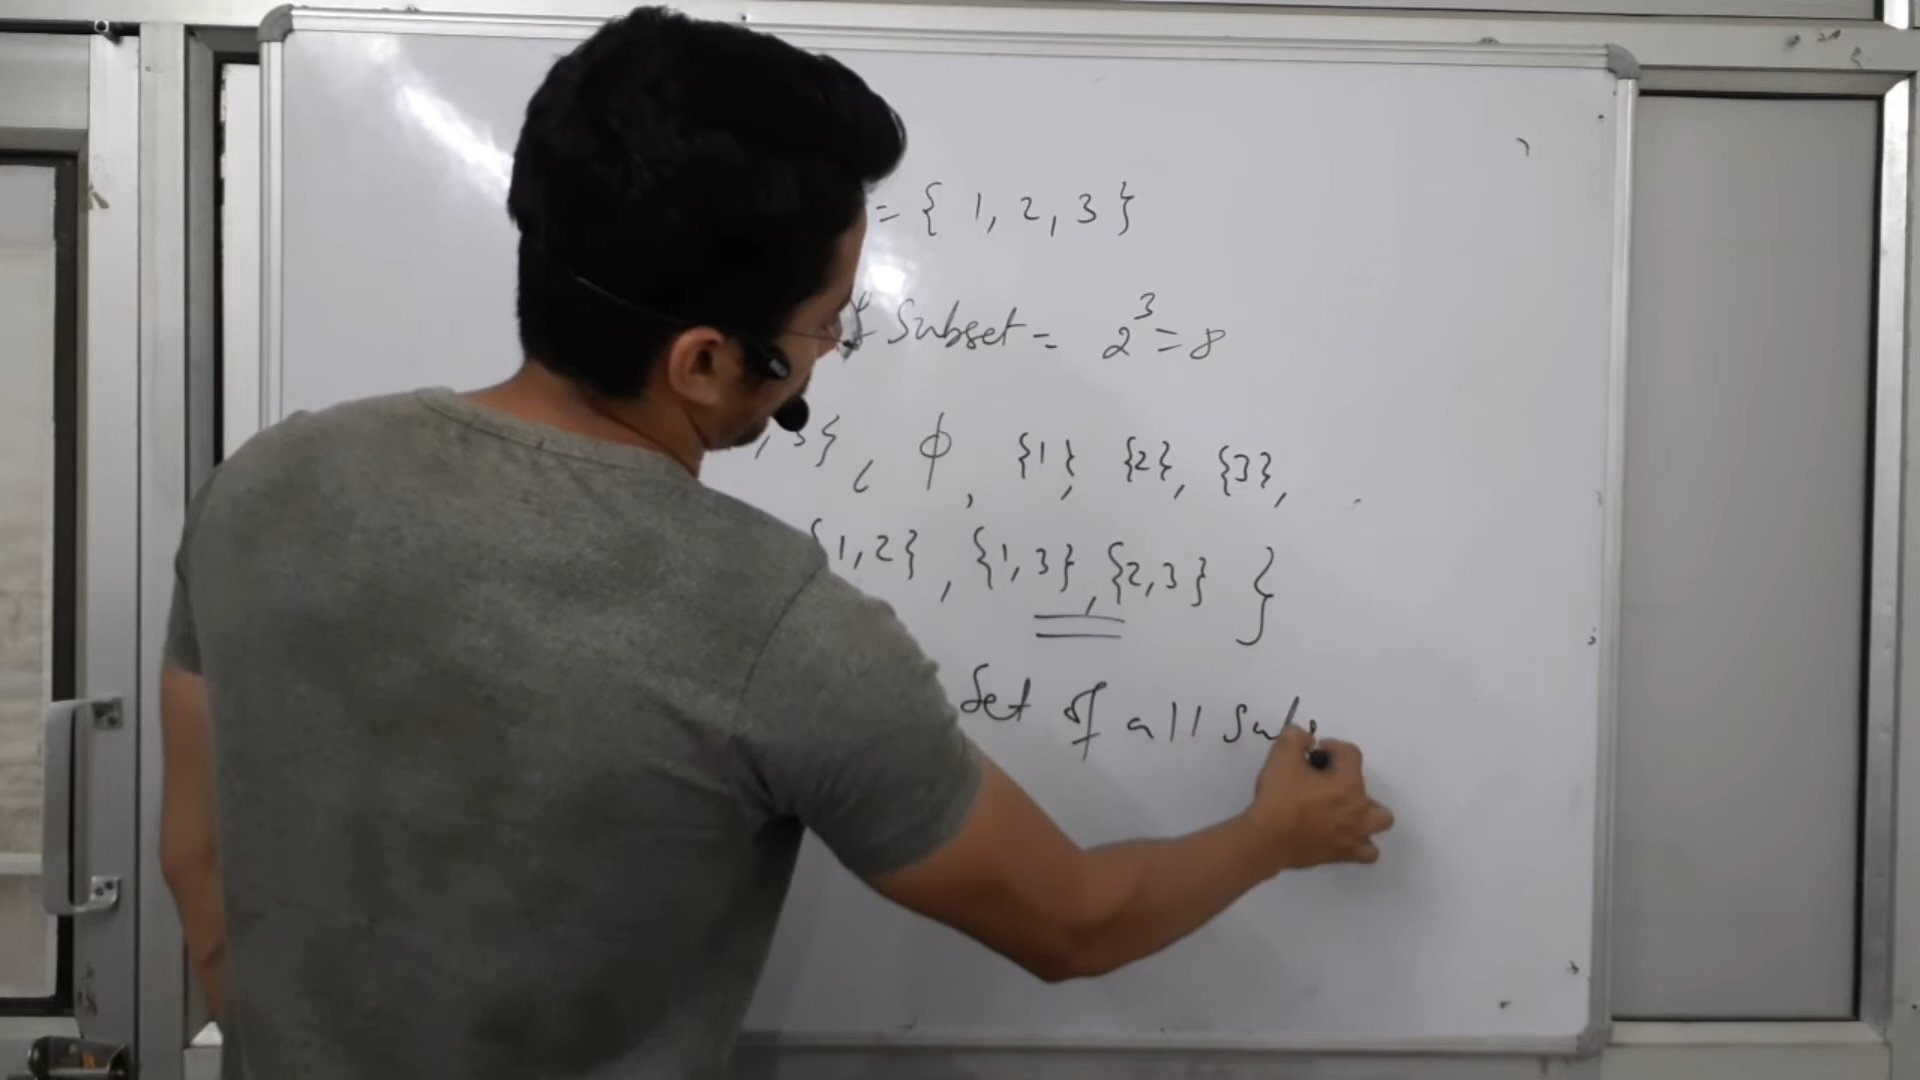 = { 1, 2, 3 }
Subset = 2³ = 8
, 3 } , ϕ , {1}, {2}, {3},
{1,2} , {1,3}, {2,3} }
Set of all Subs